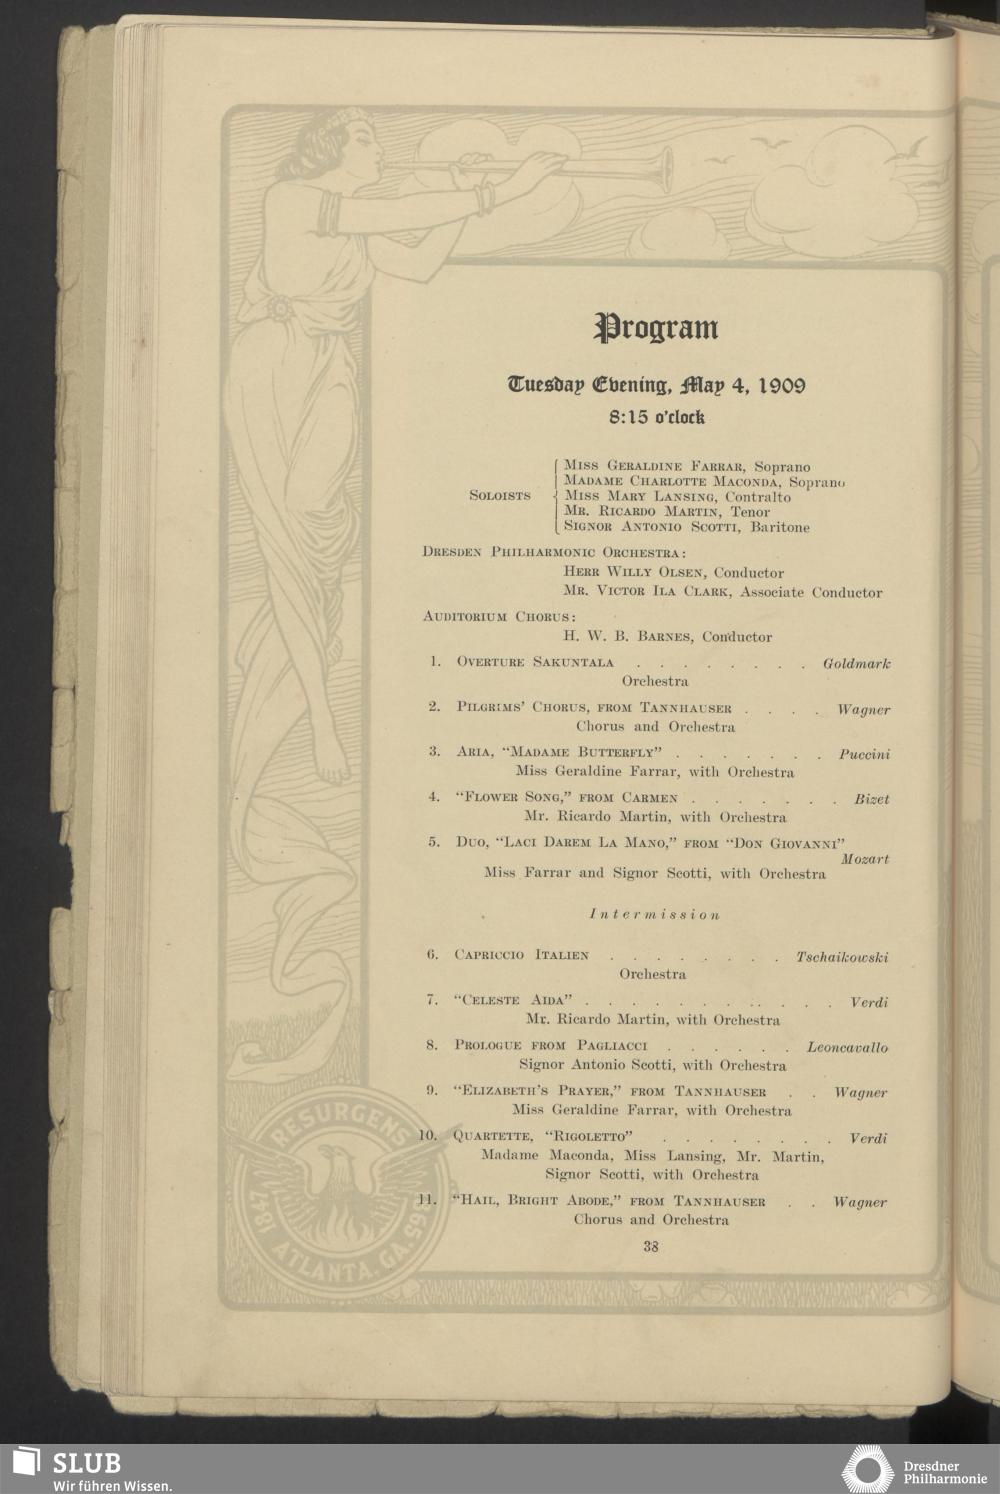 Program
Tuesday Evening, May 4, 1909
8:15 o'clock
Miss Geraldine Farrar, Soprano
Madame Charlotte Maconda, Soprano
Soloists Miss Mary Lansing, Contralto
Mr. Ricardo Martin, Tenor
Signor Antonio Scotti, Baritone
Dresden Philharmonic Orchestra:
Herr Willy Olsen, Conductor
Mr. Victor Ila Clark, Associate Conductor
Auditorium Chorus:
H. W. B. Barnes, Conductor
1. Overture Sakuntala . . . . . . . . Goldmark
Orchestra
2. Pilgrims' Chorus, from Tannhauser . . . . Wagner
Chorus and Orchestra
3. Aria, "Madame Butterfly" . . . . . . . Puccini
Miss Geraldine Farrar, with Orchestra
4. "Flower Song," from Carmen . . . . . . . Bizet
Mr. Ricardo Martin, with Orchestra
5. Duo, "Laci Darem La Mano," from "Don Giovanni"
Mozart
Miss Farrar and Signor Scotti, with Orchestra
Intermission
6. Capriccio Italien . . . . . . . . Tschaikowski
Orchestra
7. "Celeste Aida" . . . . . . . . . . . Verdi
Mr. Ricardo Martin, with Orchestra
8. Prologue from Pagliacci . . . . . . Leoncavallo
Signor Antonio Scotti, with Orchestra
9. "Elizabeth's Prayer," from Tannhauser . . Wagner
Miss Geraldine Farrar, with Orchestra
10. Quartette, "Rigoletto" . . . . . . . . Verdi
Madame Maconda, Miss Lansing, Mr. Martin,
Signor Scotti, with Orchestra
11. "Hail, Bright Abode," from Tannhauser . . Wagner
Chorus and Orchestra
38
RESURGENS
1847
ATLANTA, GA.
SLUB
Wir führen Wissen.
Dresdner
Philharmonie